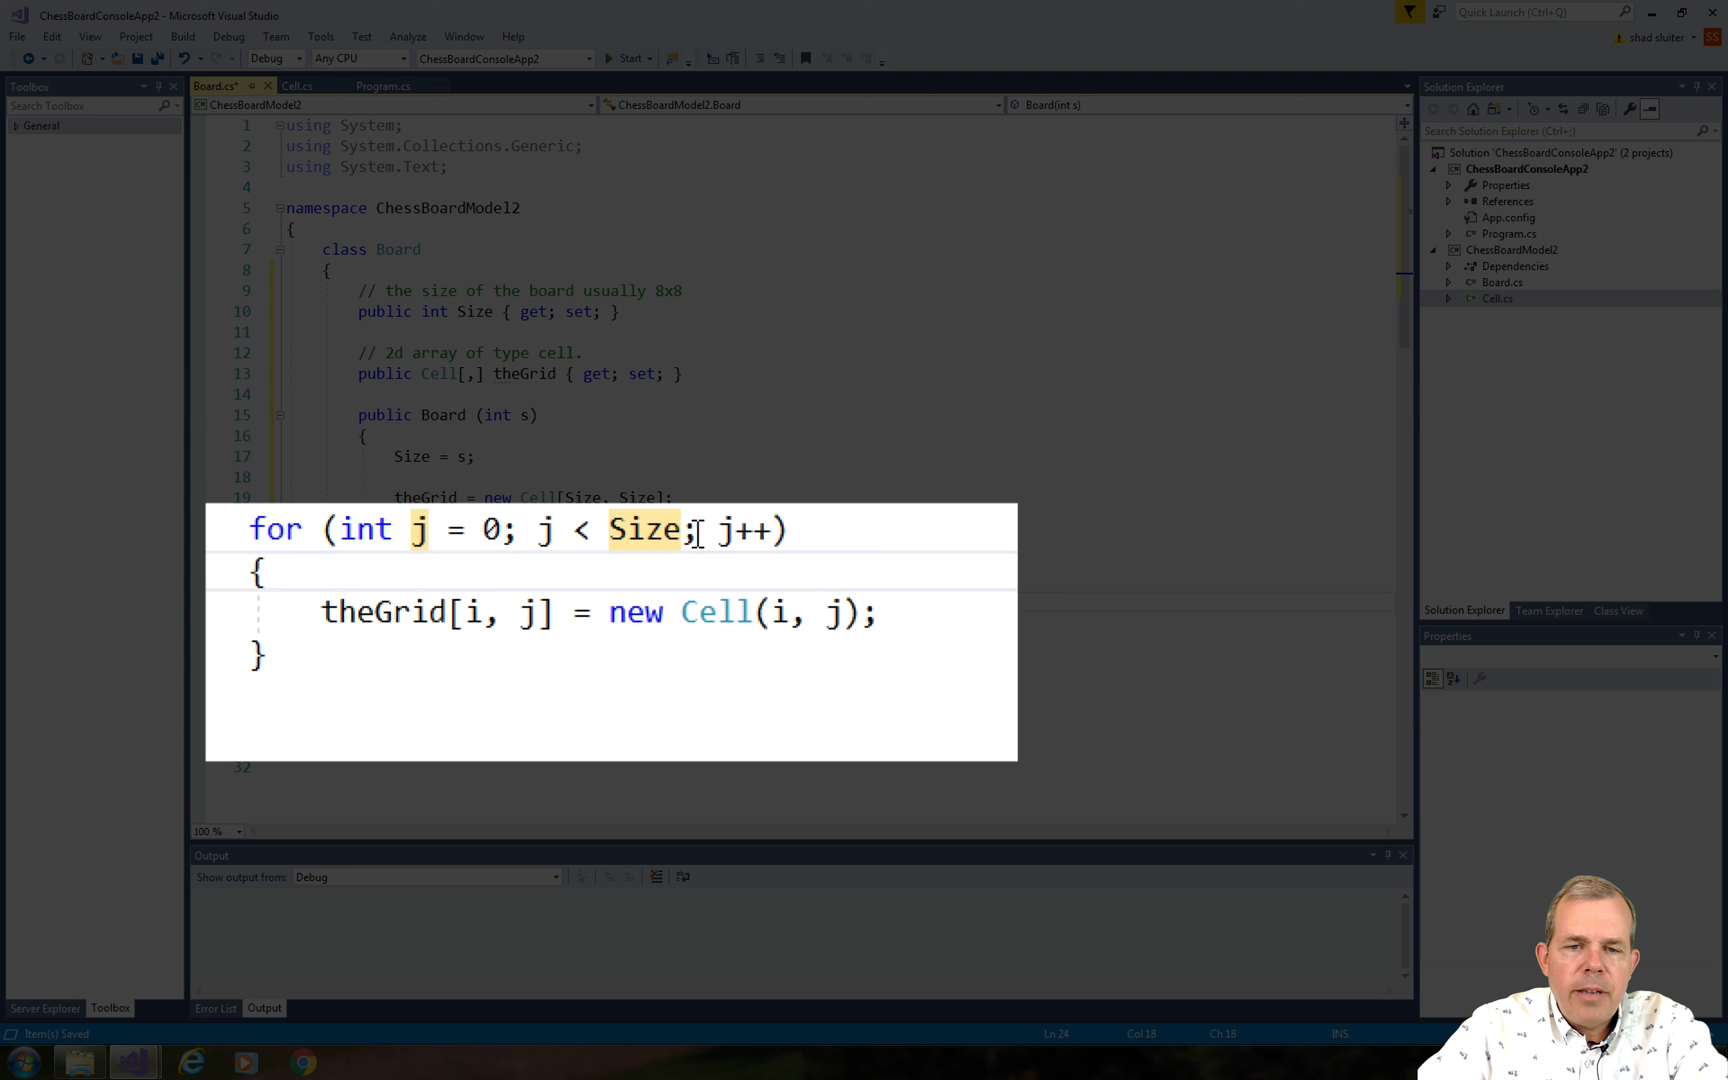 ChessBoardConsoleApp2 - Microsoft Visual Studio
Quick Launch (Ctrl+Q)
File Edit View Project Build Debug Team Tools Test Analyze Window Help
shad sluiter SS
Debug Any CPU ChessBoardConsoleApp2 Start
Toolbox
Board.cs* Cell.cs Program.cs
Solution Explorer
Search Toolbox
ChessBoardModel2 ChessBoardModel2.Board Board(int s)
General
Search Solution Explorer (Ctrl+;)
Solution 'ChessBoardConsoleApp2' (2 projects)
ChessBoardConsoleApp2
Properties
References
App.config
Program.cs
ChessBoardModel2
Dependencies
Board.cs
Cell.cs
1 using System;
2 using System.Collections.Generic;
3 using System.Text;
4
5 namespace ChessBoardModel2
6 {
7 class Board
8 {
9 // the size of the board usually 8x8
10 public int Size { get; set; }
11
12 // 2d array of type cell.
13 public Cell[,] theGrid { get; set; }
14
15 public Board (int s)
16 {
17 Size = s;
18
19 theGrid = new Cell[Size, Size];
for (int j = 0; j < Size; j++)
{
theGrid[i, j] = new Cell(i, j);
}
32
Solution Explorer Team Explorer Class View
Properties
100 %
Output
Show output from: Debug
Server Explorer Toolbox
Error List Output
Item(s) Saved
Ln 24 Col 18 Ch 18 INS